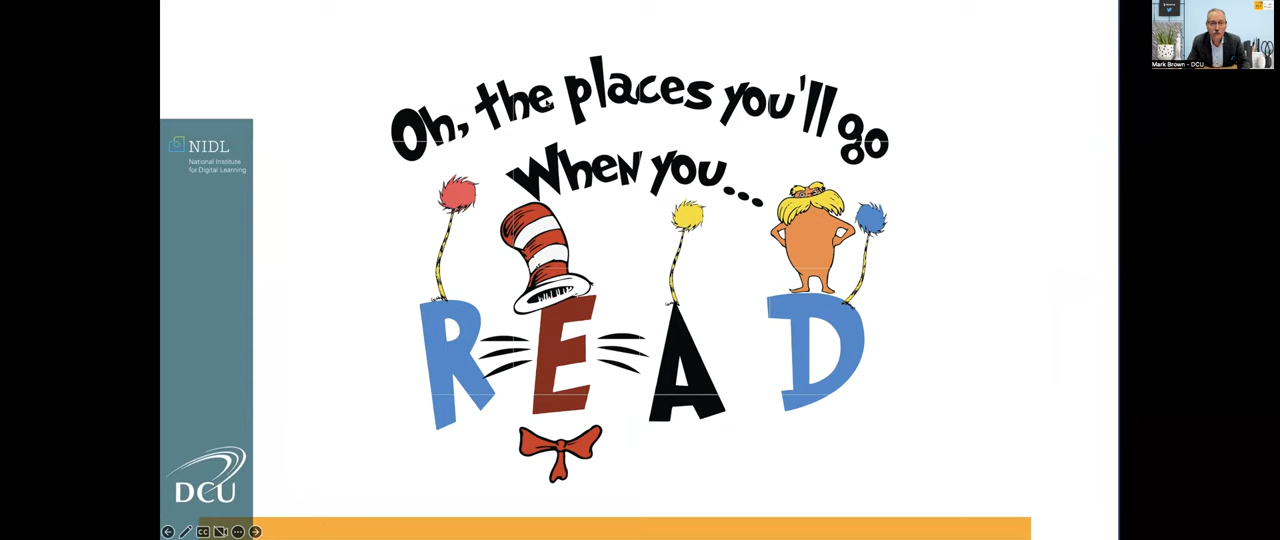 Oh, the places you'll go
When you...
READ
NIDL
National Institute
for Digital Learning
DCU
CC
Mark Brown - DCU